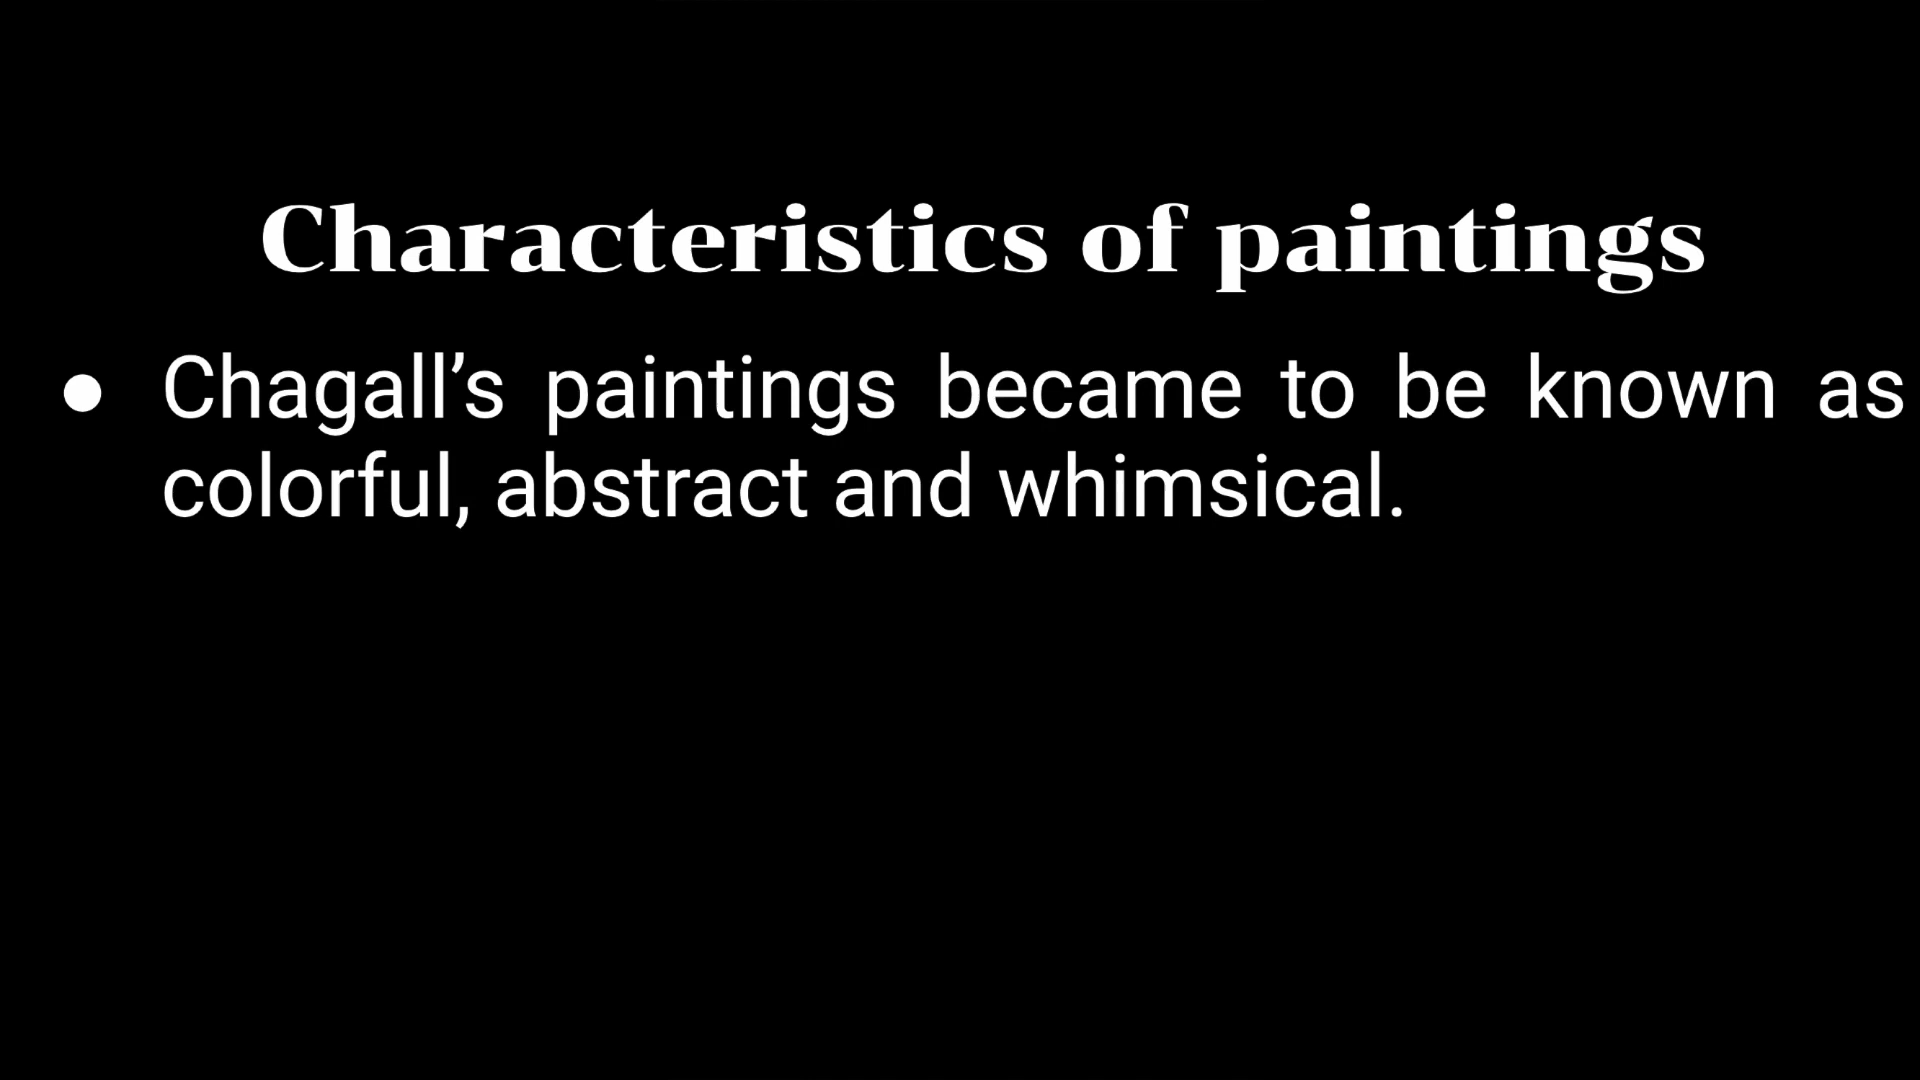 Characteristics of paintings
● Chagall’s paintings became to be known as
colorful, abstract and whimsical.